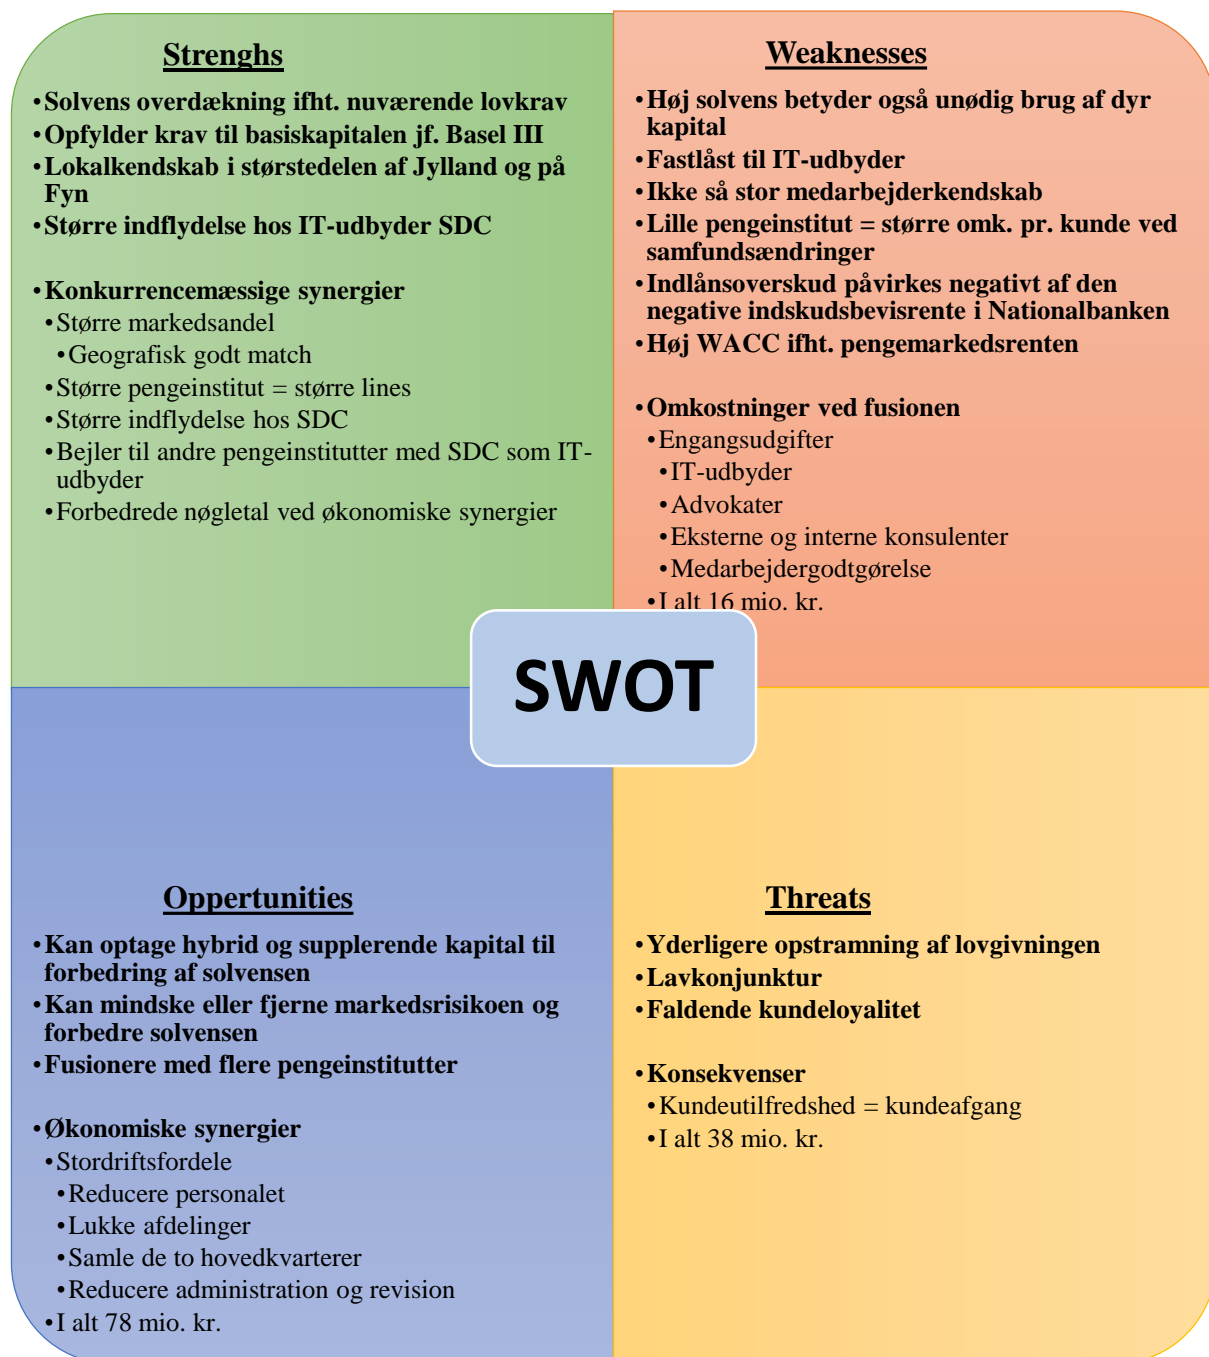 Strenghs
•Solvens overdækning ifht. nuværende lovkrav
•Opfylder krav til basiskapitalen jf. Basel III
•Lokalkendskab i størstedelen af Jylland og på
Fyn
•Større indflydelse hos IT-udbyder SDC
•Konkurrencemæssige synergier
•Større markedsandel
•Geografisk godt match
•Større pengeinstitut = større lines
•Større indflydelse hos SDC
•Bejler til andre pengeinstitutter med SDC som IT-
udbyder
•Forbedrede nøgletal ved økonomiske synergier
Weaknesses
•Høj solvens betyder også unødig brug af dyr
kapital
•Fastlåst til IT-udbyder
•Ikke så stor medarbejderkendskab
•Lille pengeinstitut = større omk. pr. kunde ved
samfundsændringer
•Indlånsoverskud påvirkes negativt af den
negative indskudsbevisrente i Nationalbanken
•Høj WACC ifht. pengemarkedsrenten
•Omkostninger ved fusionen
•Engangsudgifter
•IT-udbyder
•Advokater
•Eksterne og interne konsulenter
•Medarbejdergodtgørelse
•I alt 16 mio. kr.
SWOT
Oppertunities
•Kan optage hybrid og supplerende kapital til
forbedring af solvensen
•Kan mindske eller fjerne markedsrisikoen og
forbedre solvensen
•Fusionere med flere pengeinstitutter
•Økonomiske synergier
•Stordriftsfordele
•Reducere personalet
•Lukke afdelinger
•Samle de to hovedkvarterer
•Reducere administration og revision
•I alt 78 mio. kr.
Threats
•Yderligere opstramning af lovgivningen
•Lavkonjunktur
•Faldende kundeloyalitet
•Konsekvenser
•Kundeutilfredshed = kundeafgang
•I alt 38 mio. kr.